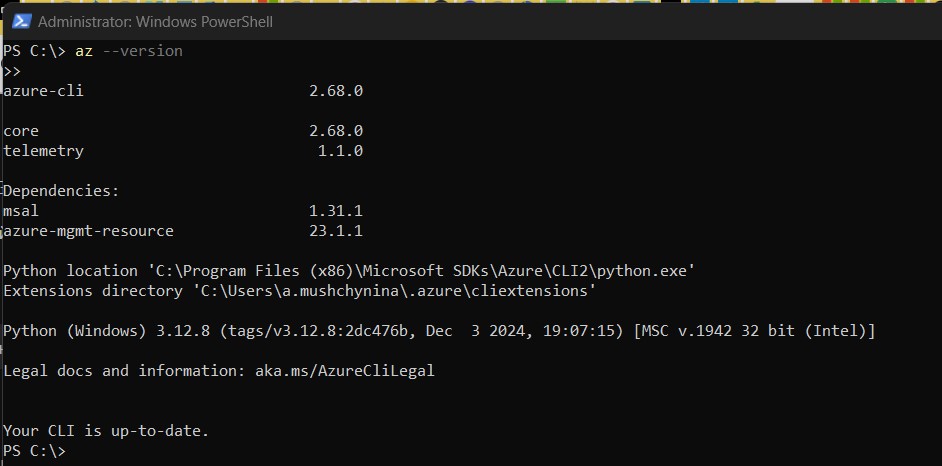 Administrator: Windows PowerShell
PS C:\> az --version
>>
azure-cli                         2.68.0
core                              2.68.0
telemetry                          1.1.0
Dependencies:
msal                              1.31.1
azure-mgmt-resource               23.1.1
Python location 'C:\Program Files (x86)\Microsoft SDKs\Azure\CLI2\python.exe'
Extensions directory 'C:\Users\a.mushchynina\.azure\cliextensions'
Python (Windows) 3.12.8 (tags/v3.12.8:2dc476b, Dec  3 2024, 19:07:15) [MSC v.1942 32 bit (Intel)]
Legal docs and information: aka.ms/AzureCliLegal
Your CLI is up-to-date.
PS C:\>